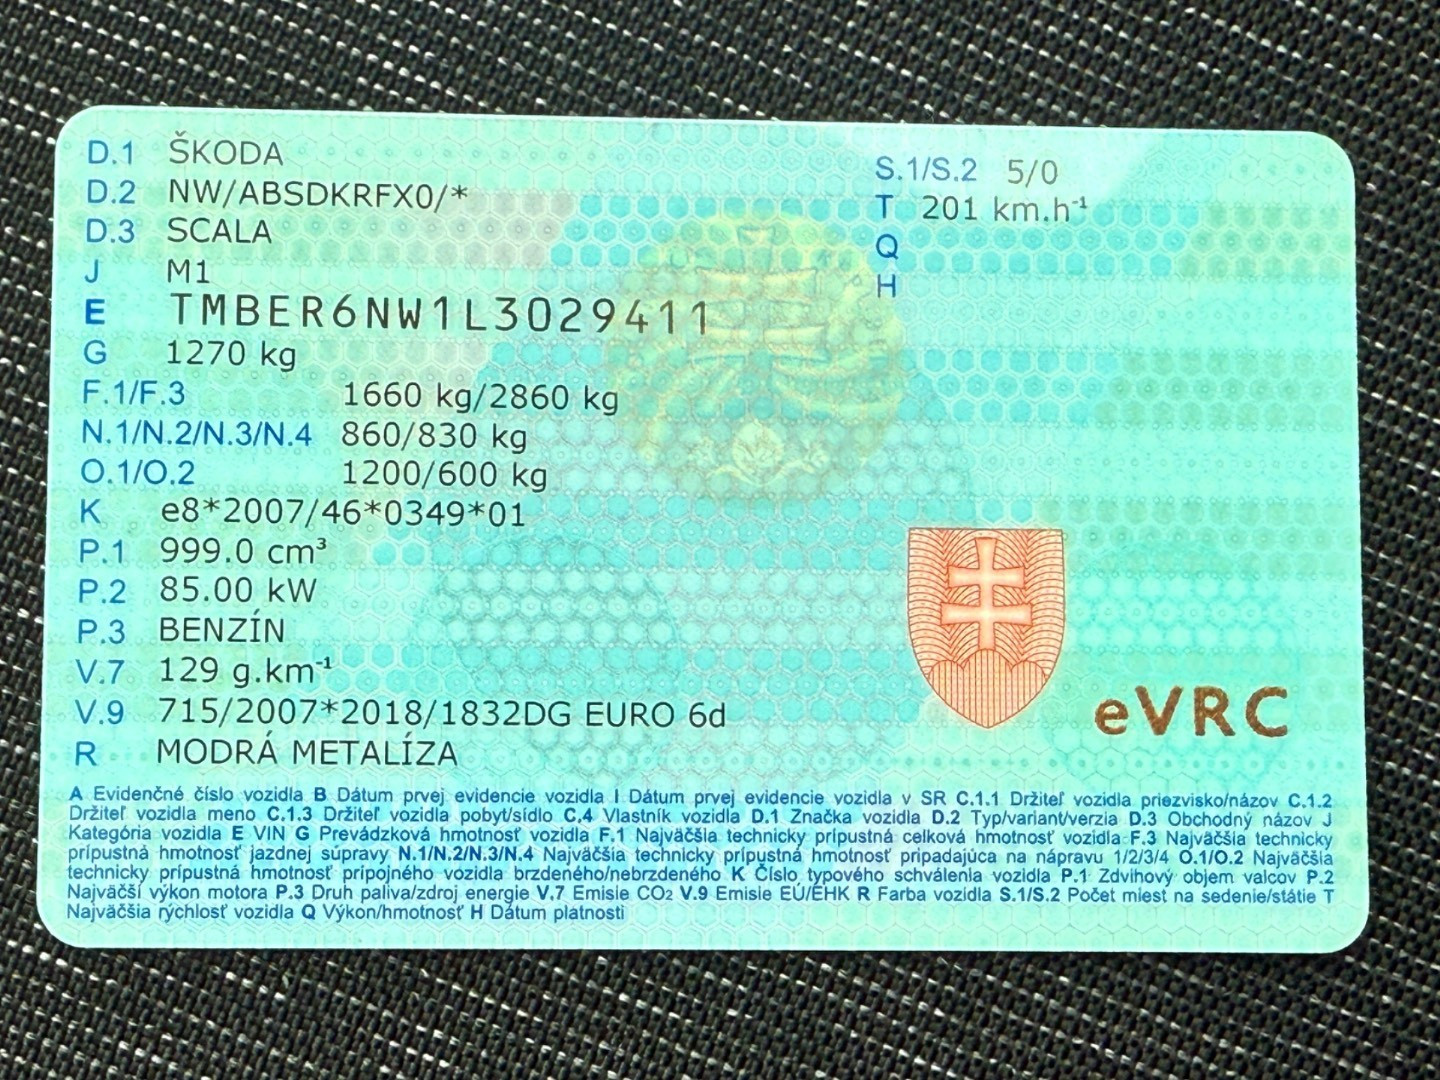 D.1 ŠKODA
D.2 NW/ABSDKRFX0/*
D.3 SCALA
J M1
E TMBER6NW1L3029411
G 1270 kg
F.1/F.3 1660 kg/2860 kg
N.1/N.2/N.3/N.4 860/830 kg
O.1/O.2 1200/600 kg
K e8*2007/46*0349*01
P.1 999.0 cm³
P.2 85.00 kW
P.3 BENZÍN
V.7 129 g.km⁻¹
V.9 715/2007*2018/1832DG EURO 6d
R MODRÁ METALÍZA
S.1/S.2 5/0
T 201 km.h⁻¹
Q
H
eVRC
A Evidenčné číslo vozidla B Dátum prvej evidencie vozidla I Dátum prvej evidencie vozidla v SR C.1.1 Držiteľ vozidla priezvisko/názov C.1.2
Držiteľ vozidla meno C.1.3 Držiteľ vozidla pobyt/sídlo C.4 Vlastník vozidla D.1 Značka vozidla D.2 Typ/variant/verzia D.3 Obchodný názov J
Kategória vozidla E VIN G Prevádzková hmotnosť vozidla F.1 Najväčšia technicky prípustná celková hmotnosť vozidla F.3 Najväčšia technicky
prípustná hmotnosť jazdnej súpravy N.1/N.2/N.3/N.4 Najväčšia technicky prípustná hmotnosť pripadajúca na nápravu 1/2/3/4 O.1/O.2 Najväčšia
technicky prípustná hmotnosť prípojného vozidla brzdeného/nebrzdeného K Číslo typového schválenia vozidla P.1 Zdvihový objem valcov P.2
Najväčší výkon motora P.3 Druh paliva/zdroj energie V.7 Emisie CO₂ V.9 Emisie EÚ/EHK R Farba vozidla S.1/S.2 Počet miest na sedenie/státie T
Najväčšia rýchlosť vozidla Q Výkon/hmotnosť H Dátum platnosti